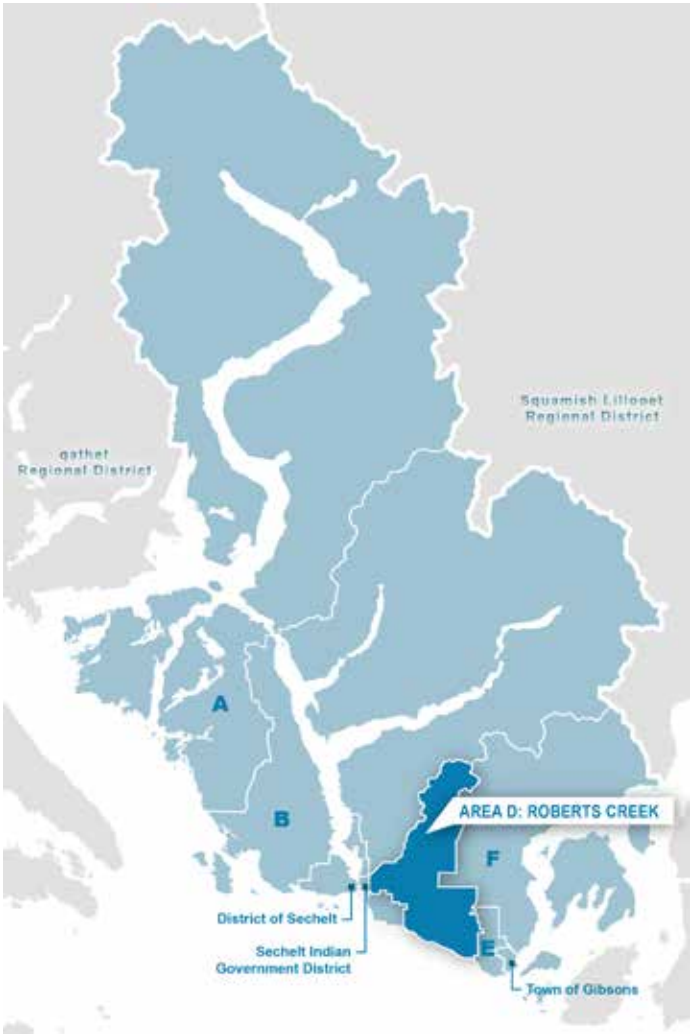 Squamish Lillooet
Regional District
qathet
Regional District
A
AREA D: ROBERTS CREEK
B
F
District of Sechelt
E
Sechelt Indian
Government District
Town of Gibsons